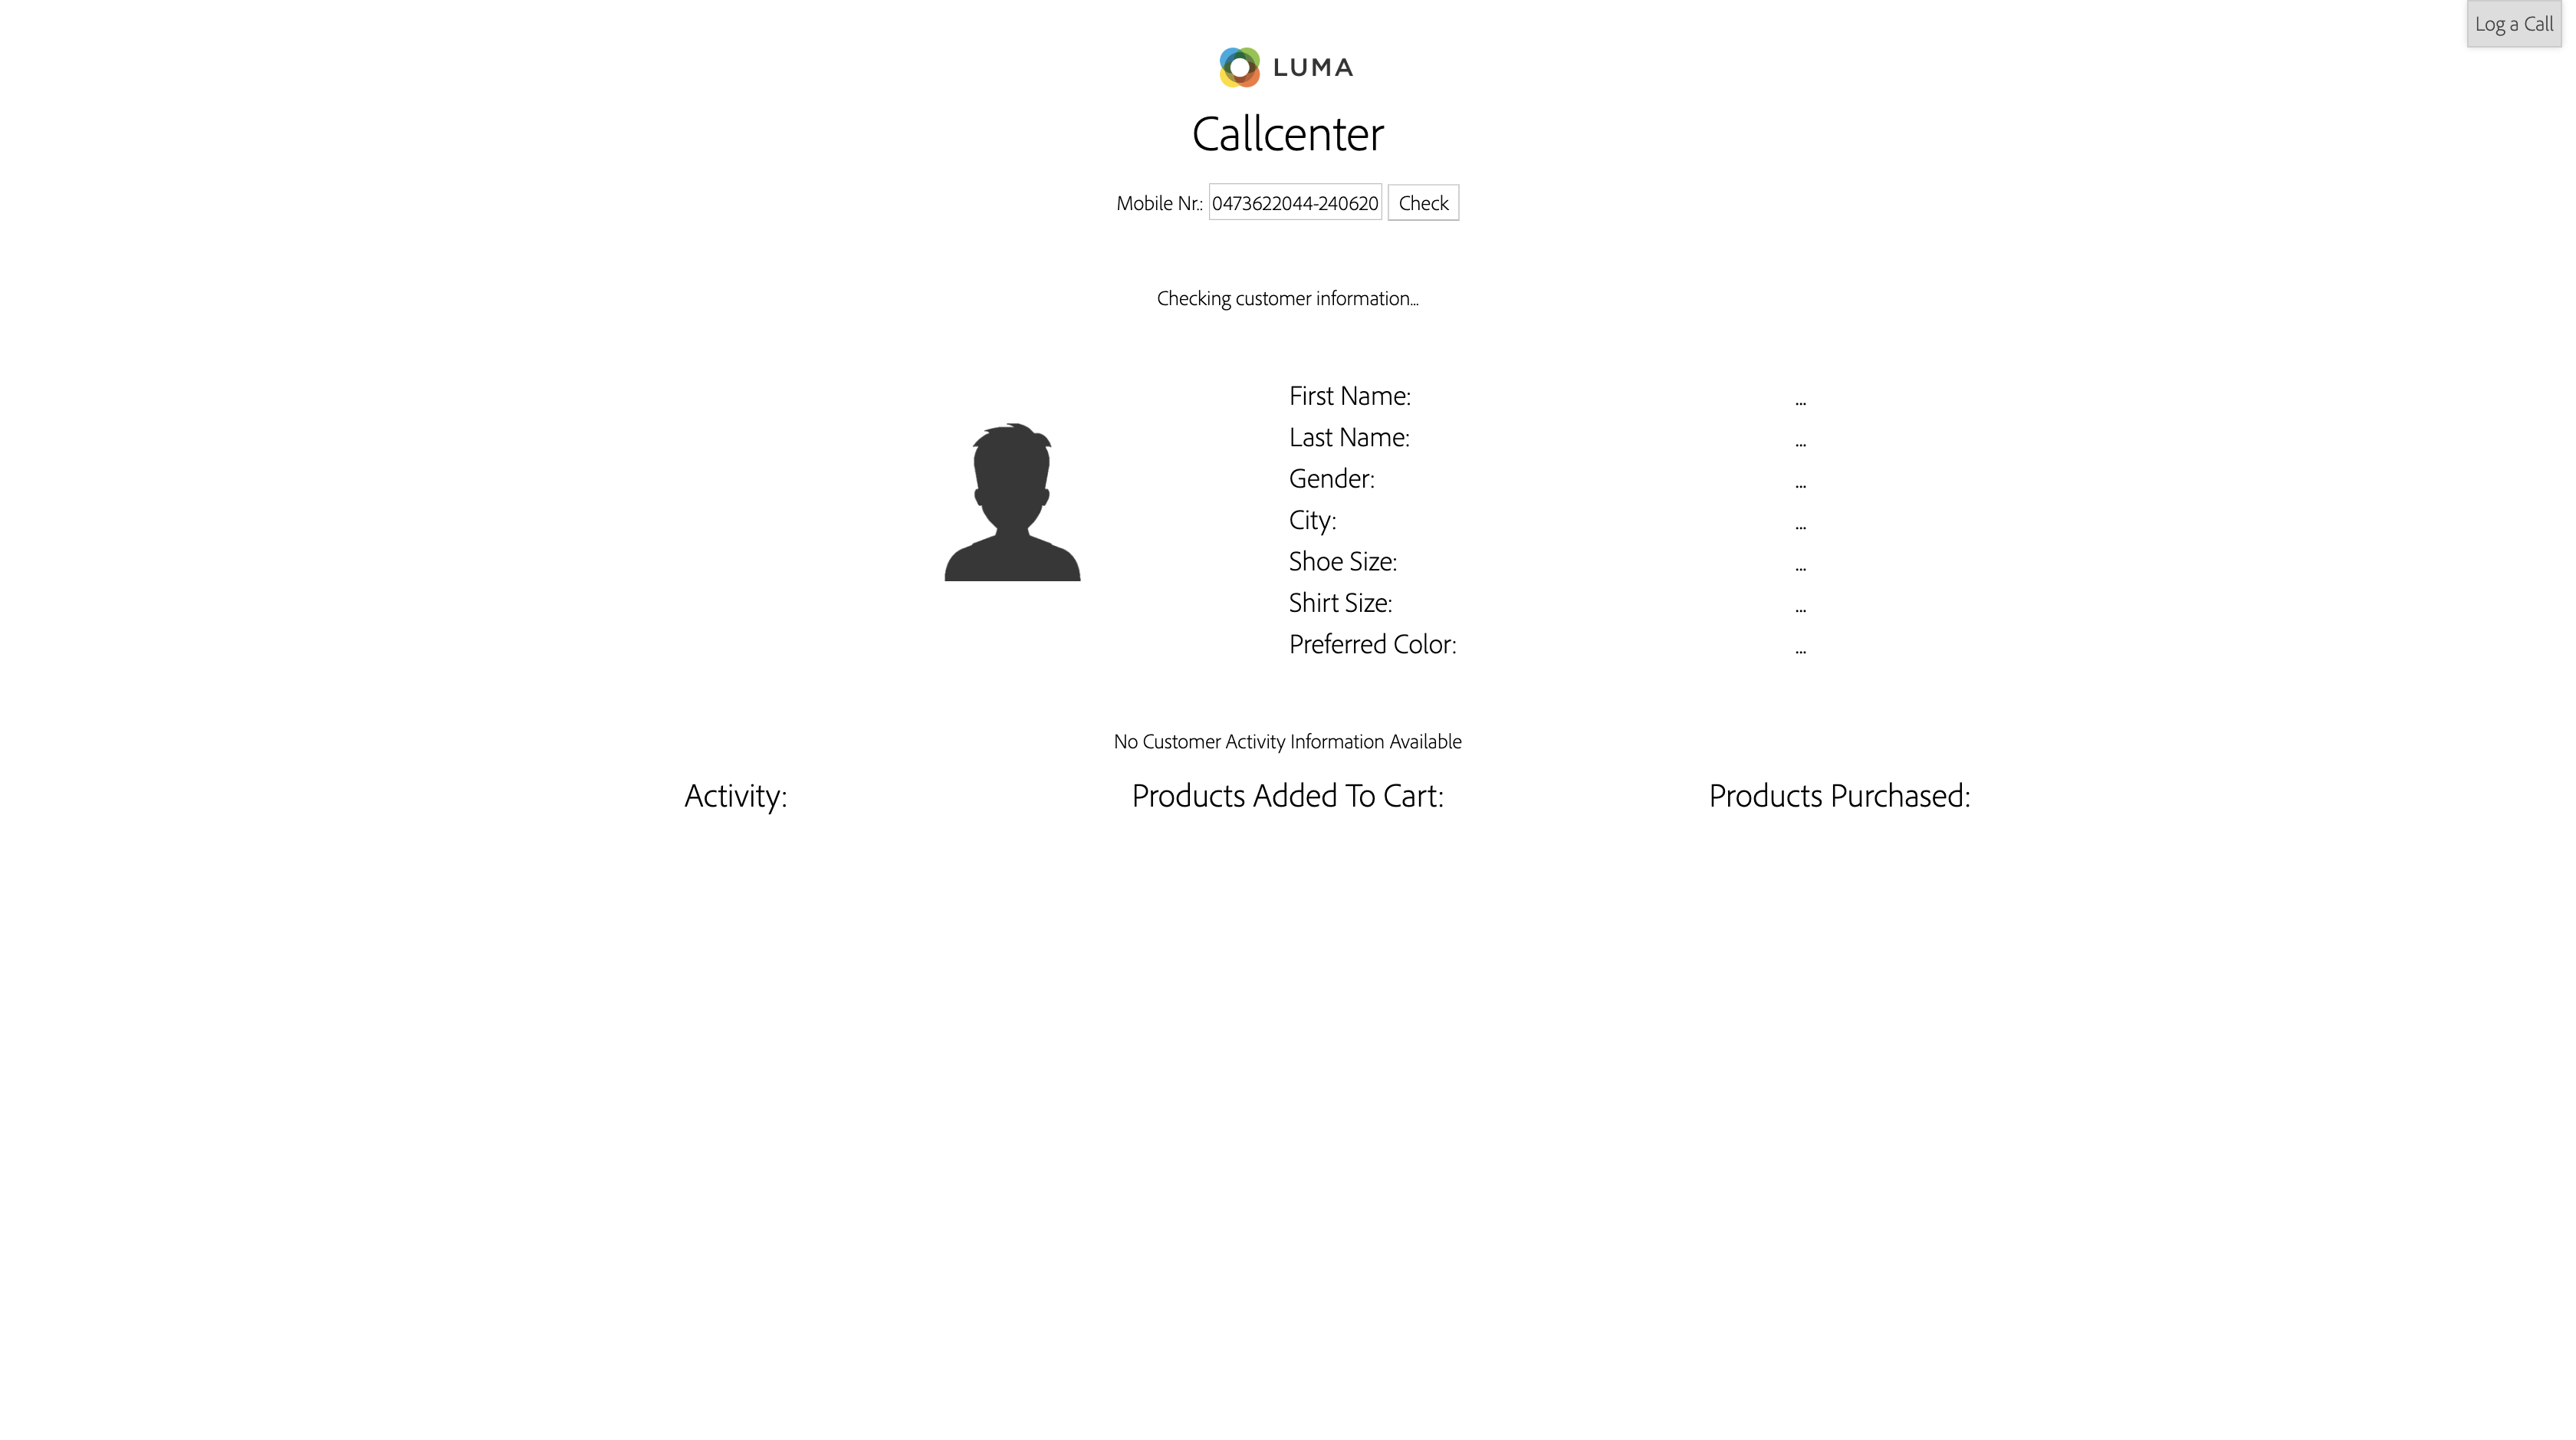 Log a Call
LUMA
Callcenter
Mobile Nr.: 0473622044-240620 Check
Checking customer information...
First Name: ...
Last Name: ...
Gender: ...
City: ...
Shoe Size: ...
Shirt Size: ...
Preferred Color: ...
No Customer Activity Information Available
Activity: Products Added To Cart: Products Purchased: